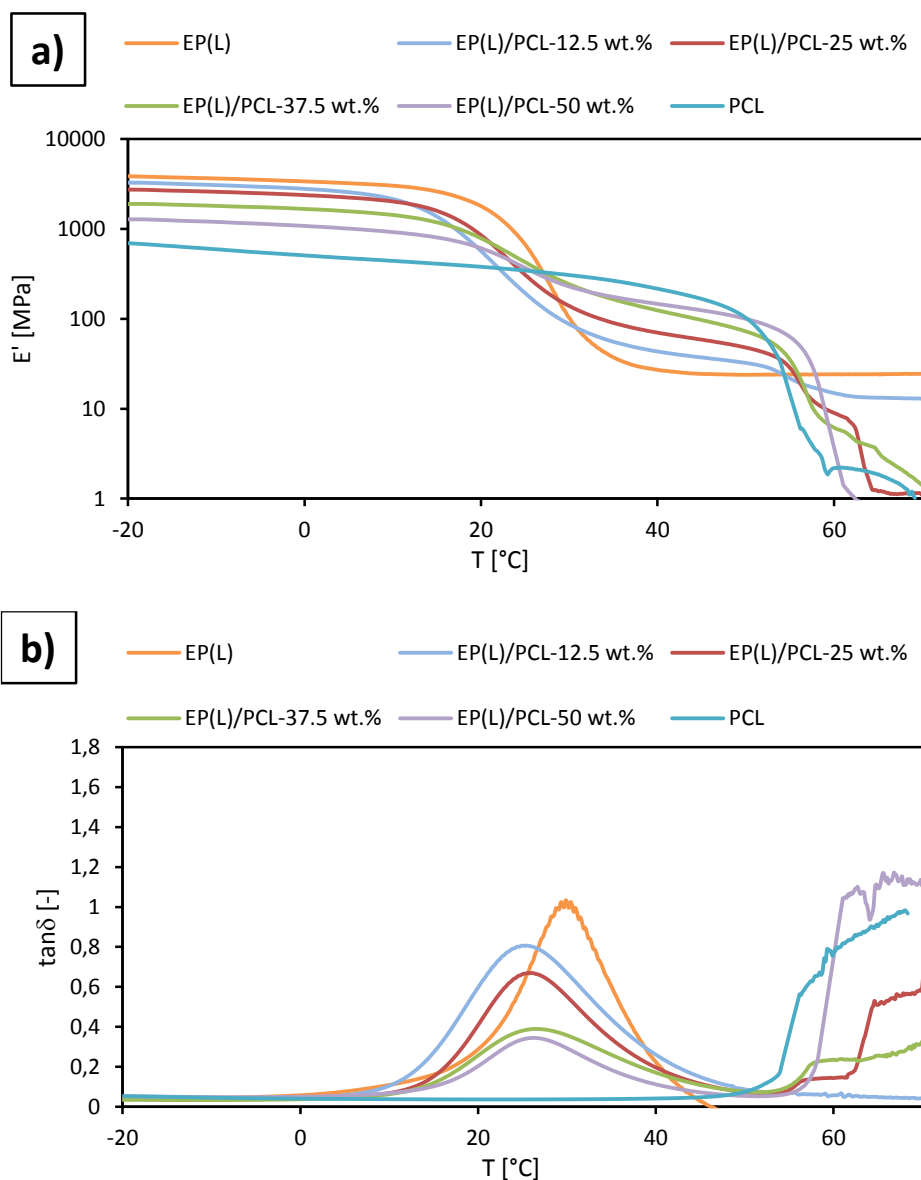 a)
EP(L) EP(L)/PCL-12.5 wt.% EP(L)/PCL-25 wt.%
EP(L)/PCL-37.5 wt.% EP(L)/PCL-50 wt.% PCL
10000
1000
100
10
1
E' [MPa]
-20 0 20 40 60
T [°C]
b)
EP(L) EP(L)/PCL-12.5 wt.% EP(L)/PCL-25 wt.%
EP(L)/PCL-37.5 wt.% EP(L)/PCL-50 wt.% PCL
1,8
1,6
1,4
1,2
1
0,8
0,6
0,4
0,2
0
tanδ [-]
-20 0 20 40 60
T [°C]